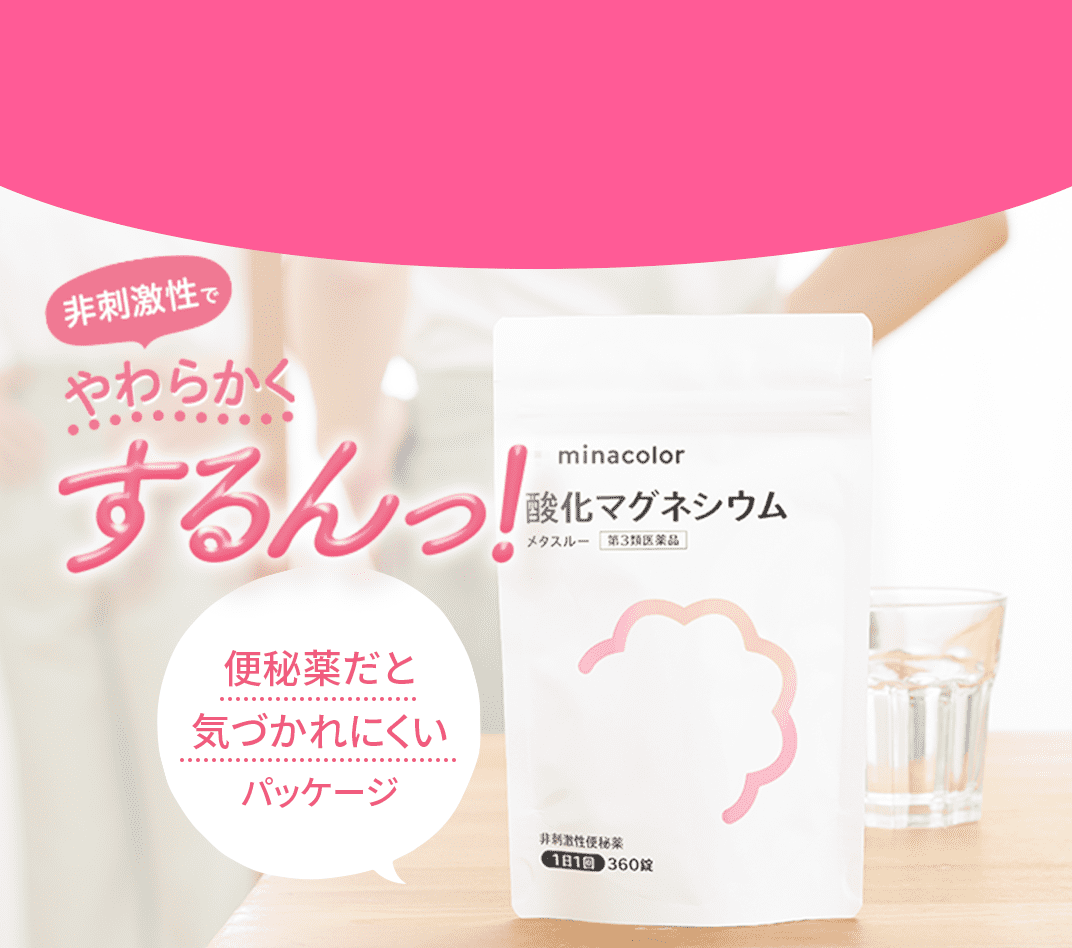 非刺激性で
やわらかく
するんっ!
便秘薬だと
気づかれにくい
パッケージ
minacolor
酸化マグネシウム
メタスルー 第3類医薬品
非刺激性便秘薬
1日1回 360錠